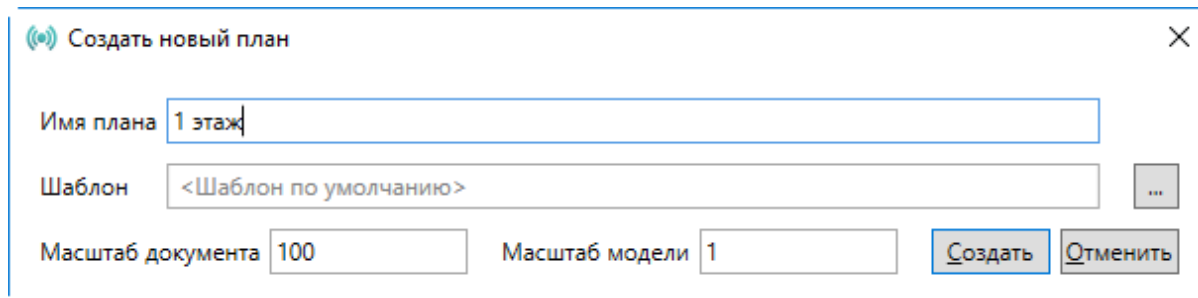 Создать новый план
Имя плана 1 этаж
Шаблон <Шаблон по умолчанию> ...
Масштаб документа 100 Масштаб модели 1 Создать Отменить